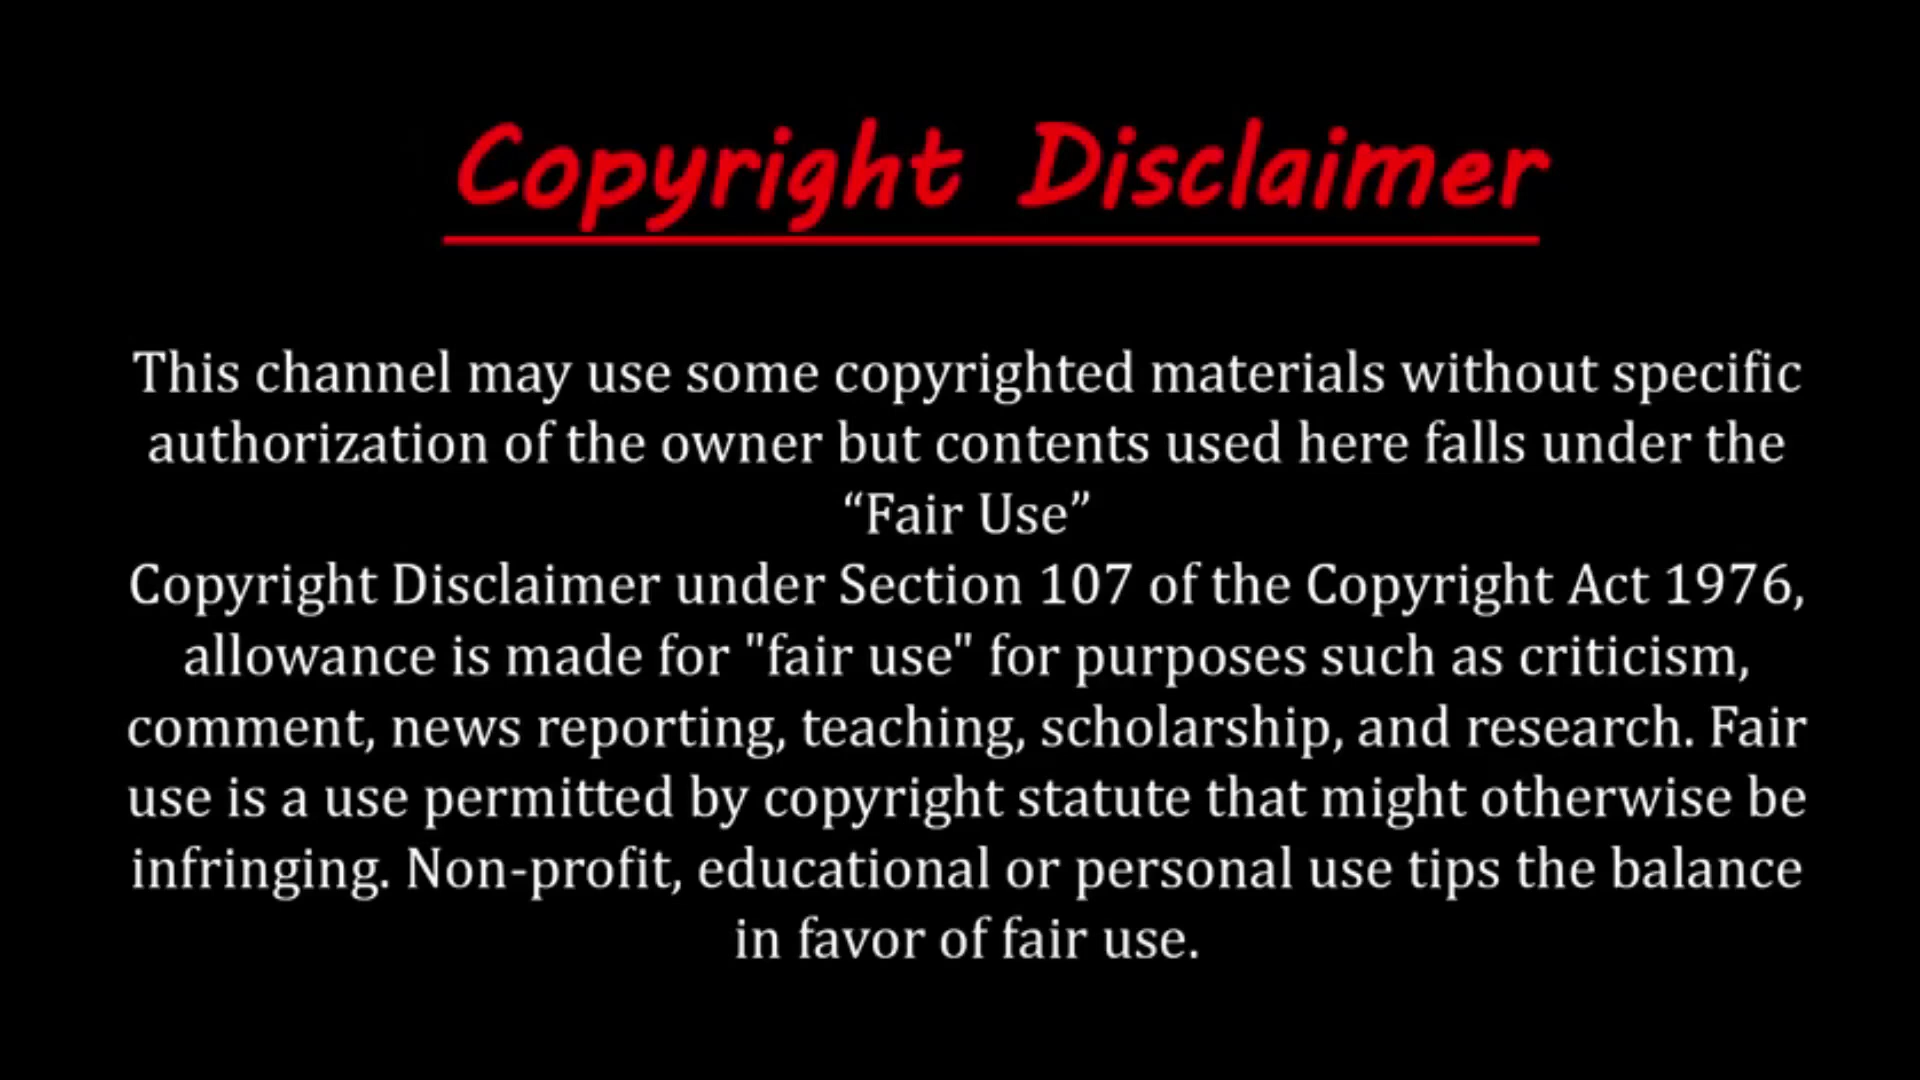 Copyright Disclaimer
This channel may use some copyrighted materials without specific
authorization of the owner but contents used here falls under the
“Fair Use”
Copyright Disclaimer under Section 107 of the Copyright Act 1976,
allowance is made for "fair use" for purposes such as criticism,
comment, news reporting, teaching, scholarship, and research. Fair
use is a use permitted by copyright statute that might otherwise be
infringing. Non-profit, educational or personal use tips the balance
in favor of fair use.